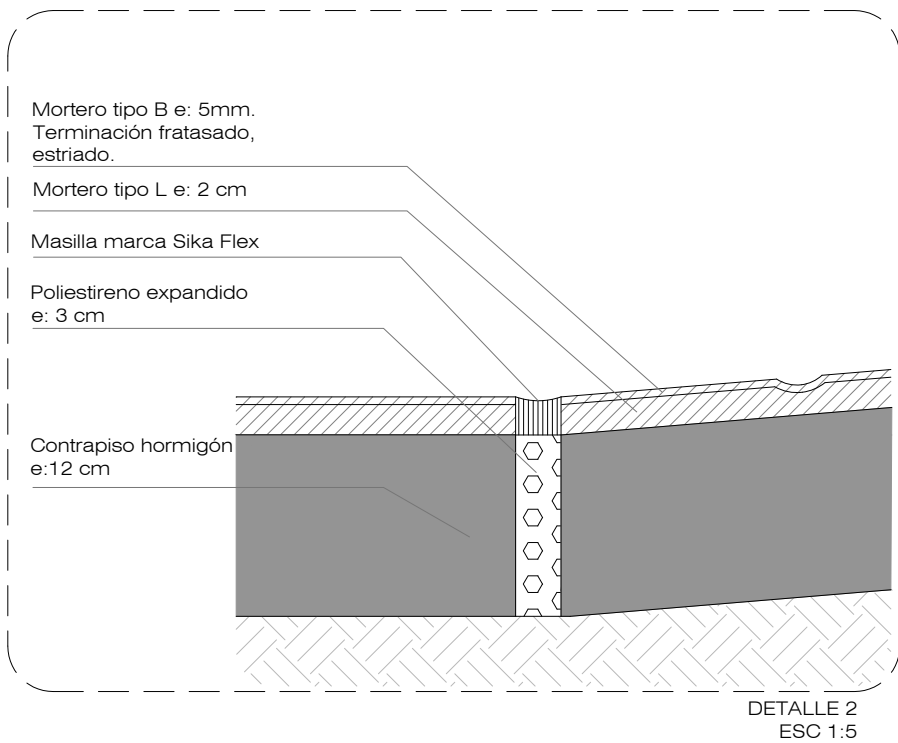 Mortero tipo B e: 5mm.
Terminación fratasado,
estriado.
Mortero tipo L e: 2 cm
Masilla marca Sika Flex
Poliestireno expandido
e: 3 cm
Contrapiso hormigón
e:12 cm
DETALLE 2
ESC 1:5